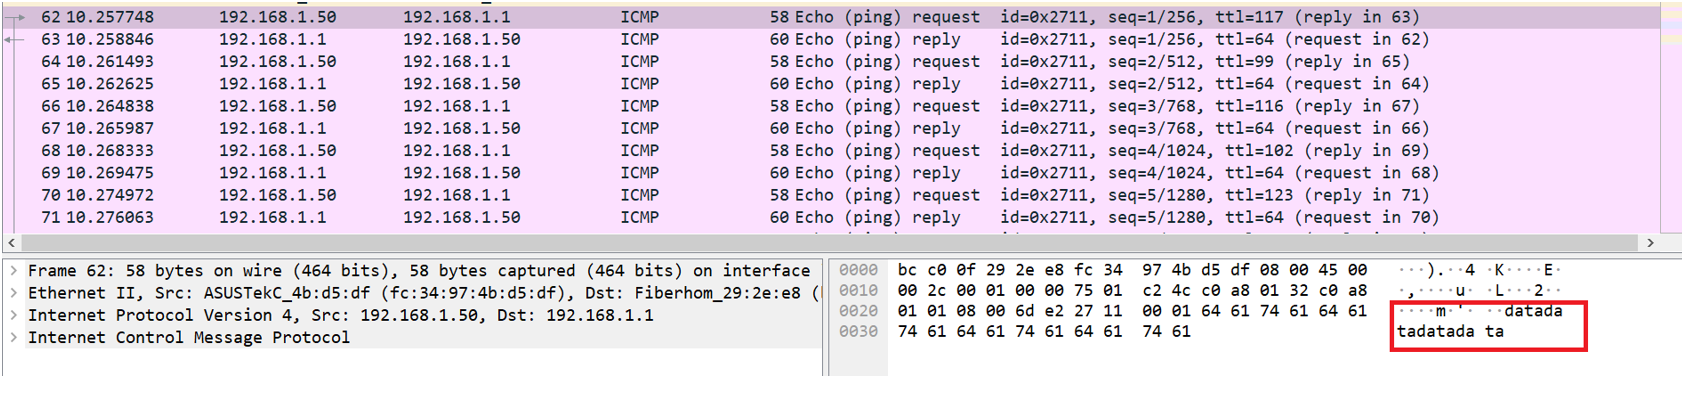 62 10.257748 192.168.1.50 192.168.1.1 ICMP 58 Echo (ping) request id=0x2711, seq=1/256, ttl=117 (reply in 63)
63 10.258846 192.168.1.1 192.168.1.50 ICMP 60 Echo (ping) reply id=0x2711, seq=1/256, ttl=64 (request in 62)
64 10.261493 192.168.1.50 192.168.1.1 ICMP 58 Echo (ping) request id=0x2711, seq=2/512, ttl=99 (reply in 65)
65 10.262625 192.168.1.1 192.168.1.50 ICMP 60 Echo (ping) reply id=0x2711, seq=2/512, ttl=64 (request in 64)
66 10.264838 192.168.1.50 192.168.1.1 ICMP 58 Echo (ping) request id=0x2711, seq=3/768, ttl=116 (reply in 67)
67 10.265987 192.168.1.1 192.168.1.50 ICMP 60 Echo (ping) reply id=0x2711, seq=3/768, ttl=64 (request in 66)
68 10.268333 192.168.1.50 192.168.1.1 ICMP 58 Echo (ping) request id=0x2711, seq=4/1024, ttl=102 (reply in 69)
69 10.269475 192.168.1.1 192.168.1.50 ICMP 60 Echo (ping) reply id=0x2711, seq=4/1024, ttl=64 (request in 68)
70 10.274972 192.168.1.50 192.168.1.1 ICMP 58 Echo (ping) request id=0x2711, seq=5/1280, ttl=123 (reply in 71)
71 10.276063 192.168.1.1 192.168.1.50 ICMP 60 Echo (ping) reply id=0x2711, seq=5/1280, ttl=64 (request in 70)
Frame 62: 58 bytes on wire (464 bits), 58 bytes captured (464 bits) on interface
Ethernet II, Src: ASUSTekC_4b:d5:df (fc:34:97:4b:d5:df), Dst: Fiberhom_29:2e:e8 (
Internet Protocol Version 4, Src: 192.168.1.50, Dst: 192.168.1.1
Internet Control Message Protocol
0000 bc c0 0f 29 2e e8 fc 34 97 4b d5 df 08 00 45 00 ···).·4 K····E·
0010 00 2c 00 01 00 00 75 01 c2 4c c0 a8 01 32 c0 a8 ·,····u· L···2··
0020 01 01 08 00 6d e2 27 11 00 01 64 61 74 61 64 61 ····m·'· ··datada
0030 74 61 64 61 74 61 64 61 74 61 tadatada ta